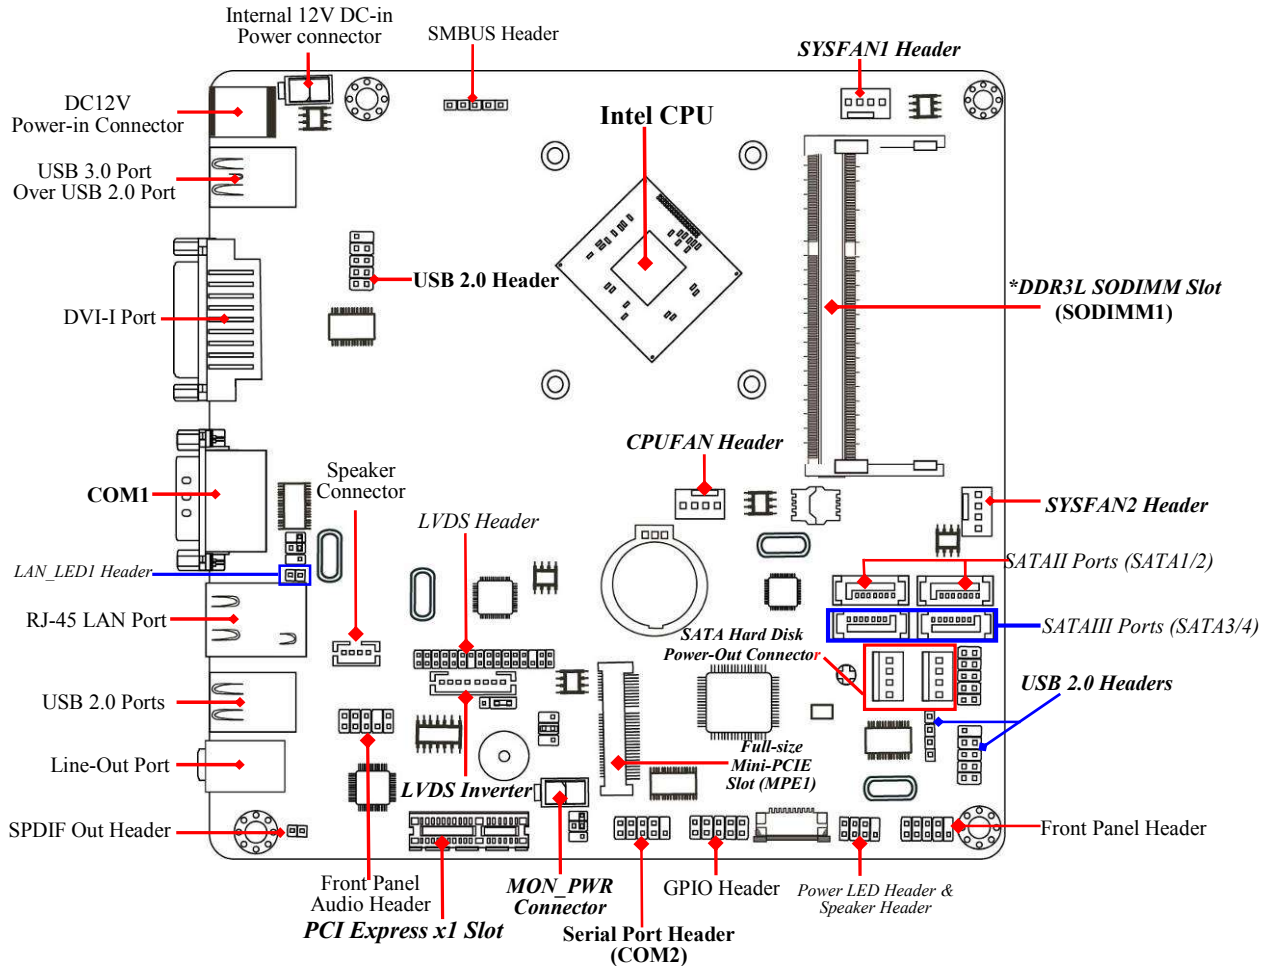 Internal 12V DC-in
Power connector
SMBUS Header
SYSFAN1 Header
DC12V
Power-in Connector
Intel CPU
USB 3.0 Port
Over USB 2.0 Port
USB 2.0 Header
*DDR3L SODIMM Slot
(SODIMM1)
DVI-I Port
CPUFAN Header
Speaker
Connector
COM1
LVDS Header
SYSFAN2 Header
SATAII Ports (SATA1/2)
LAN_LED1 Header
RJ-45 LAN Port
SATAIII Ports (SATA3/4)
SATA Hard Disk
Power-Out Connector
USB 2.0 Headers
USB 2.0 Ports
Full-size
Mini-PCIE
Slot (MPE1)
Line-Out Port
LVDS Inverter
SPDIF Out Header
Front Panel Header
Front Panel
Audio Header
MON_PWR
Connector
GPIO Header
Power LED Header &
Speaker Header
PCI Express x1 Slot
Serial Port Header
(COM2)